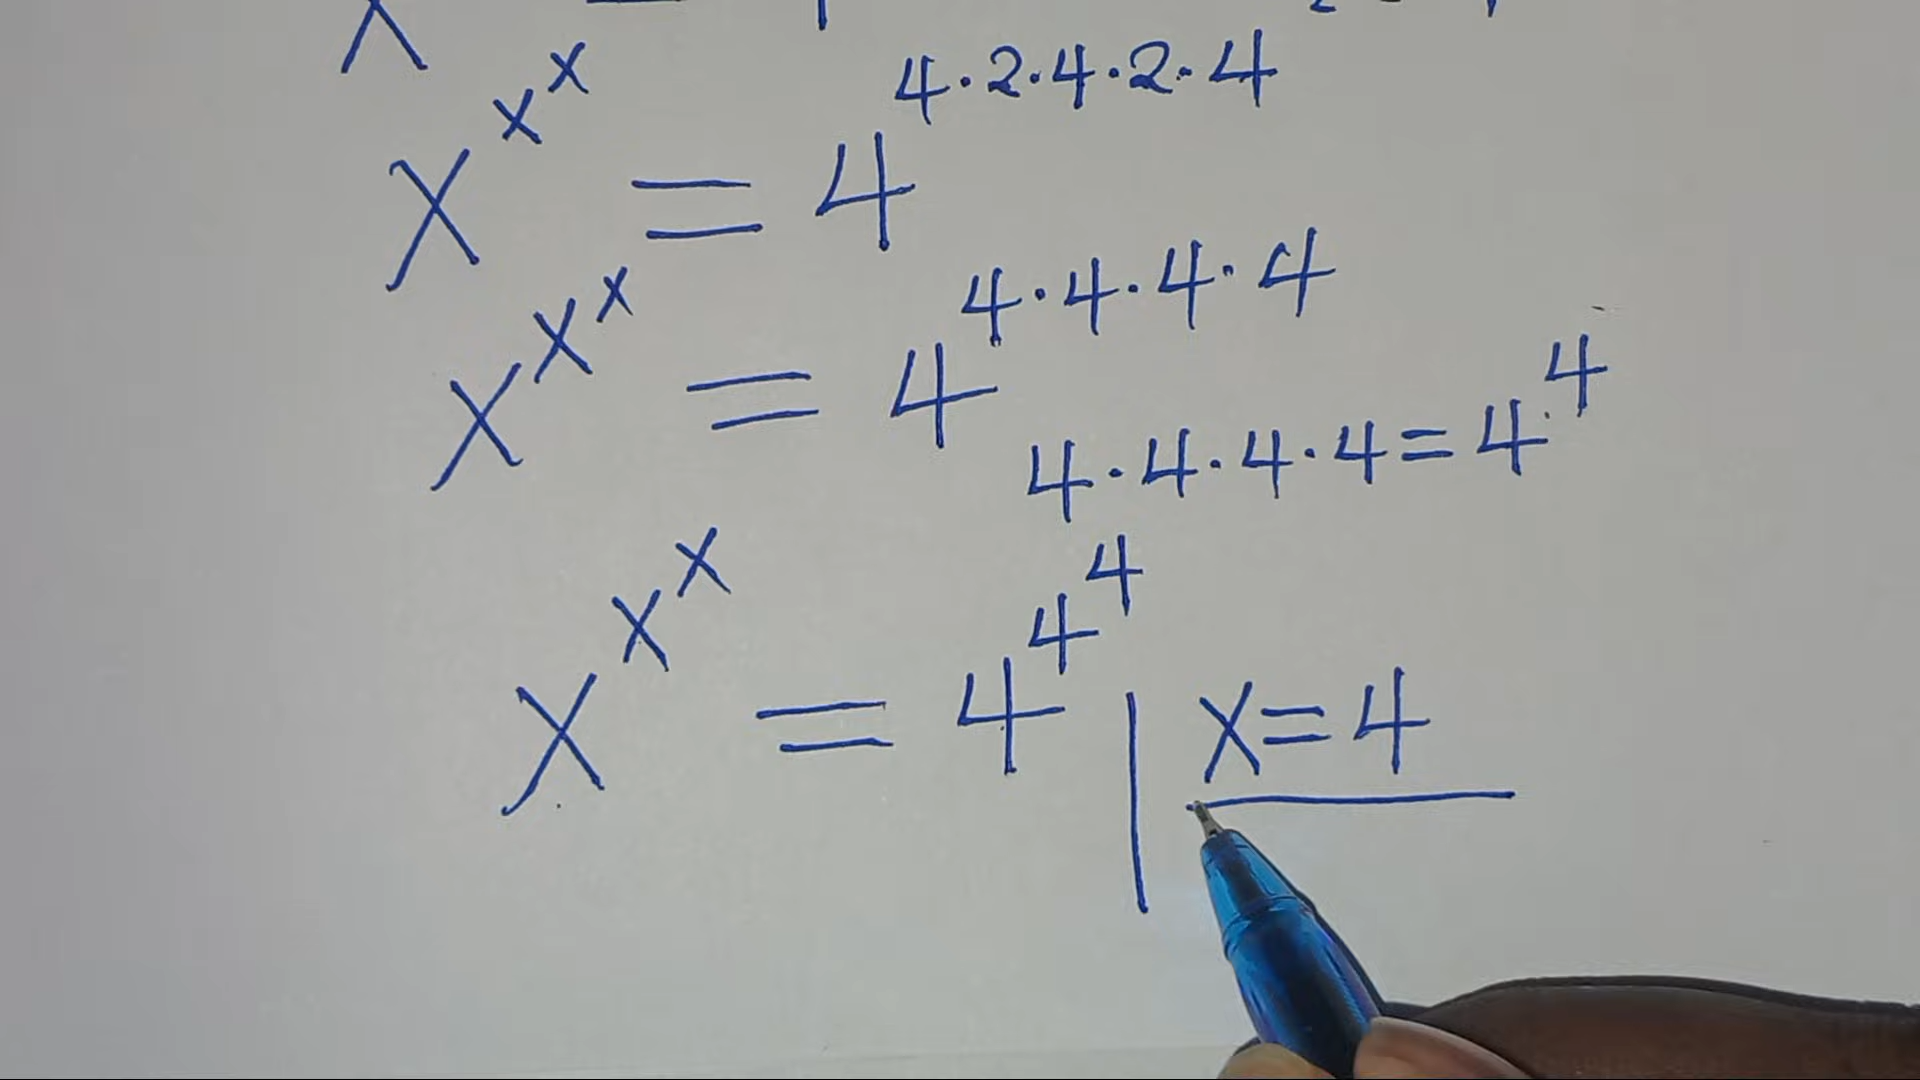 x^{x^x} = 4^{4·2·4·2·4}
x^{x^x} = 4^{4·4·4·4}
4·4·4·4 = 4^4
x^{x^x} = 4^{4^4} | x = 4